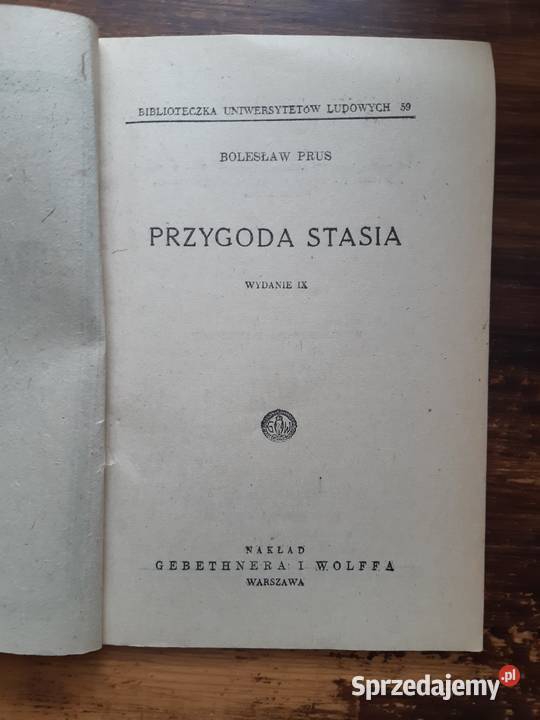 BIBLIOTECZKA UNIWERSYTETÓW LUDOWYCH 59
BOLESŁAW PRUS
PRZYGODA STASIA
WYDANIE IX
G W
NAKŁAD
GEBETHNERA I WOLFFA
WARSZAWA
Sprzedajemy.pl